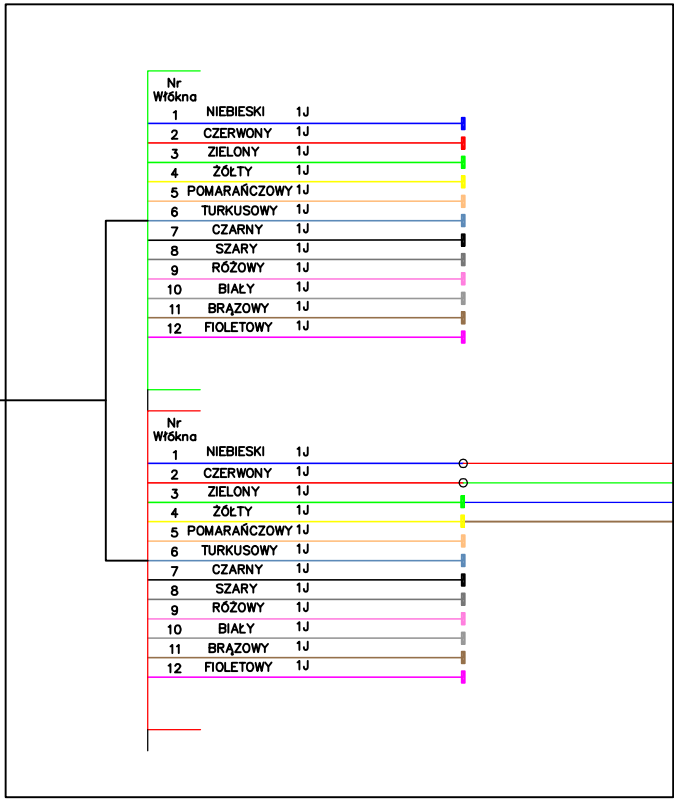 Nr
Włókna
1 NIEBIESKI 1J
2 CZERWONY 1J
3 ZIELONY 1J
4 ŻÓŁTY 1J
5 POMARAŃCZOWY 1J
6 TURKUSOWY 1J
7 CZARNY 1J
8 SZARY 1J
9 RÓŻOWY 1J
10 BIAŁY 1J
11 BRĄZOWY 1J
12 FIOLETOWY 1J
Nr
Włókna
1 NIEBIESKI 1J
2 CZERWONY 1J
3 ZIELONY 1J
4 ŻÓŁTY 1J
5 POMARAŃCZOWY 1J
6 TURKUSOWY 1J
7 CZARNY 1J
8 SZARY 1J
9 RÓŻOWY 1J
10 BIAŁY 1J
11 BRĄZOWY 1J
12 FIOLETOWY 1J